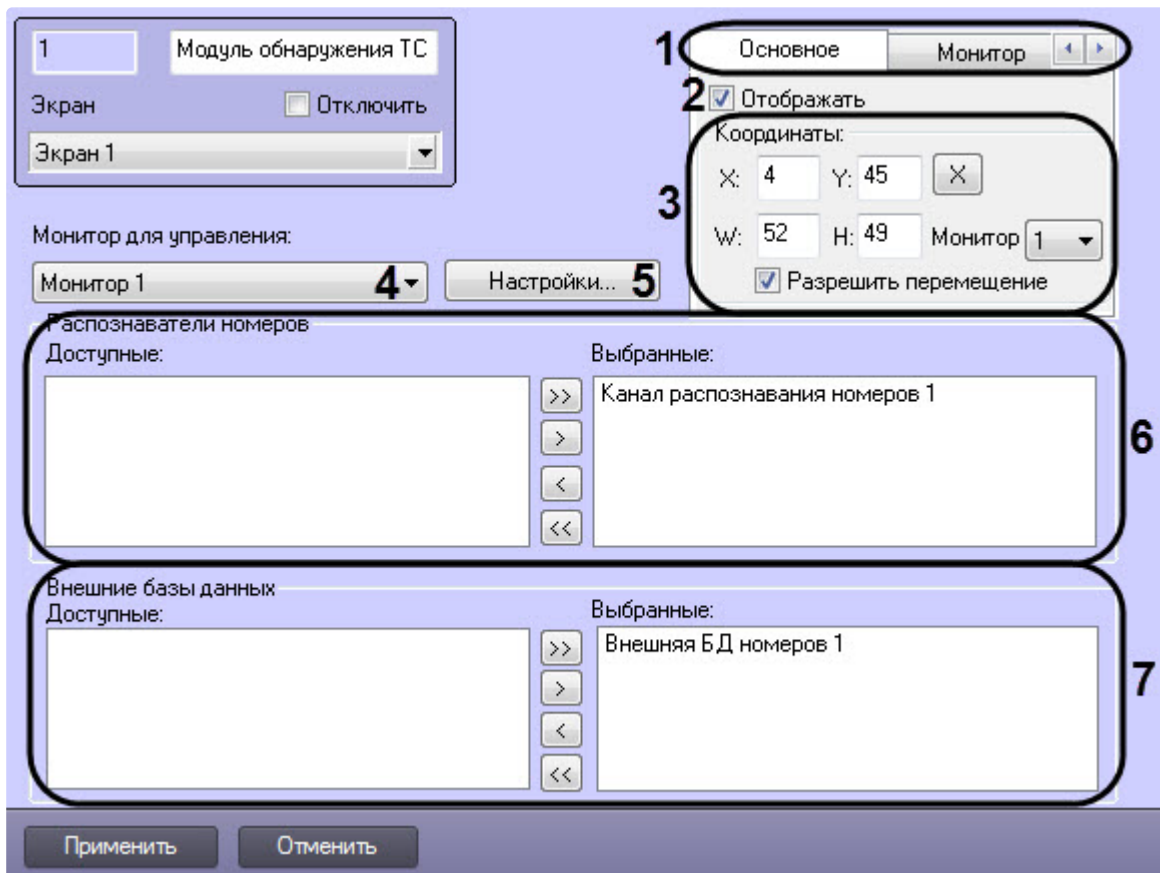 1 Модуль обнаружения ТС
Экран Отключить
Экран 1
1 Основное Монитор
2 Отображать
Координаты:
X: 4 Y: 45 X
3
W: 52 H: 49 Монитор 1
Разрешить перемещение
Монитор для управления:
Монитор 1 4 Настройки... 5
Распознаватели номеров
Доступные: Выбранные:
>> Канал распознавания номеров 1
>
6
<
<<
Внешние базы данных
Доступные: Выбранные:
>> Внешняя БД номеров 1
>
7
<
<<
Применить Отменить